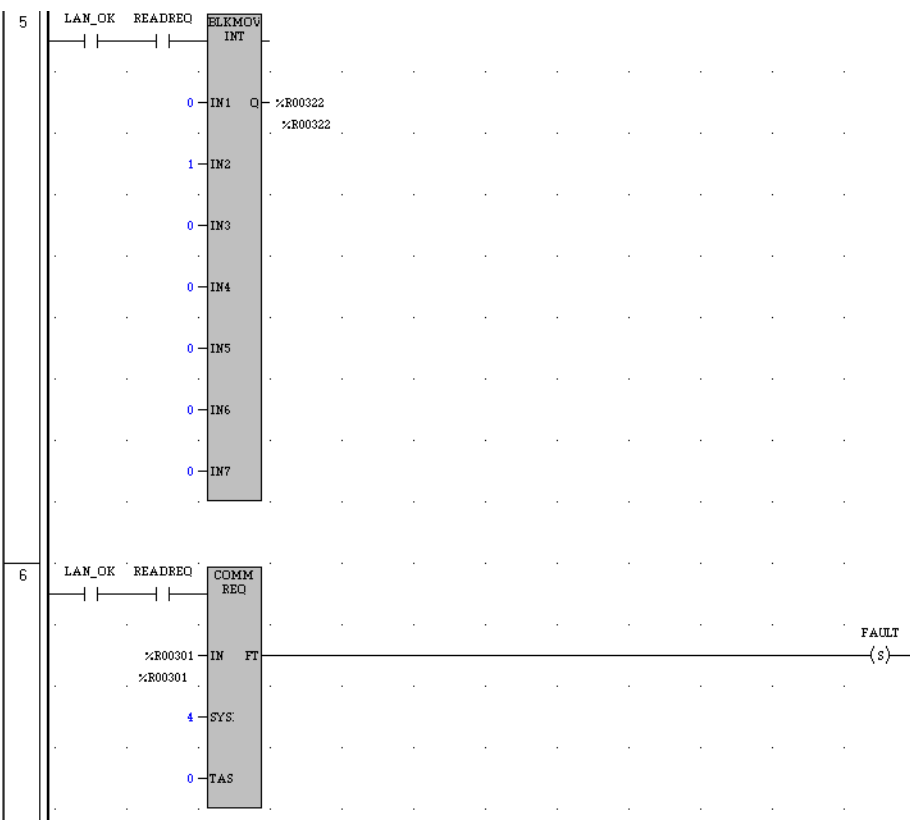 5
LAN_OK READREQ BLKMOV
INT
0 IN1 Q %R00322
%R00322
1 IN2
0 IN3
0 IN4
0 IN5
0 IN6
0 IN7
6
LAN_OK READREQ COMM
REQ
FAULT
%R00301 IN FT (S)
%R00301
4 SYS:
0 TAS